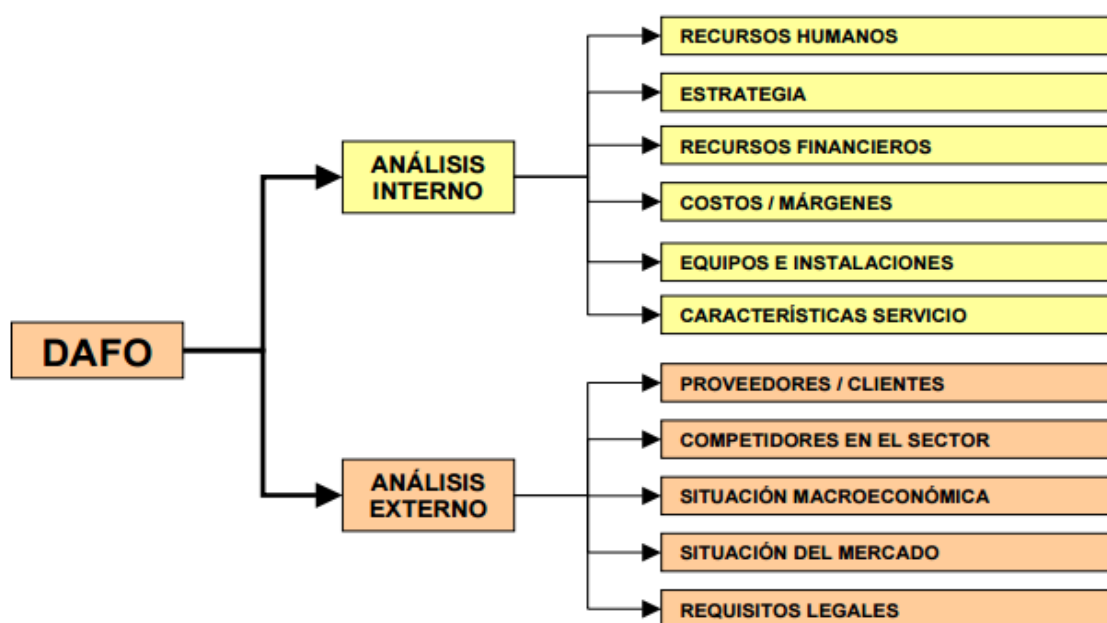 RECURSOS HUMANOS
ESTRATEGIA
RECURSOS FINANCIEROS
ANÁLISIS
INTERNO
COSTOS / MÁRGENES
EQUIPOS E INSTALACIONES
CARACTERÍSTICAS SERVICIO
DAFO
PROVEEDORES / CLIENTES
COMPETIDORES EN EL SECTOR
ANÁLISIS
EXTERNO
SITUACIÓN MACROECONÓMICA
SITUACIÓN DEL MERCADO
REQUISITOS LEGALES